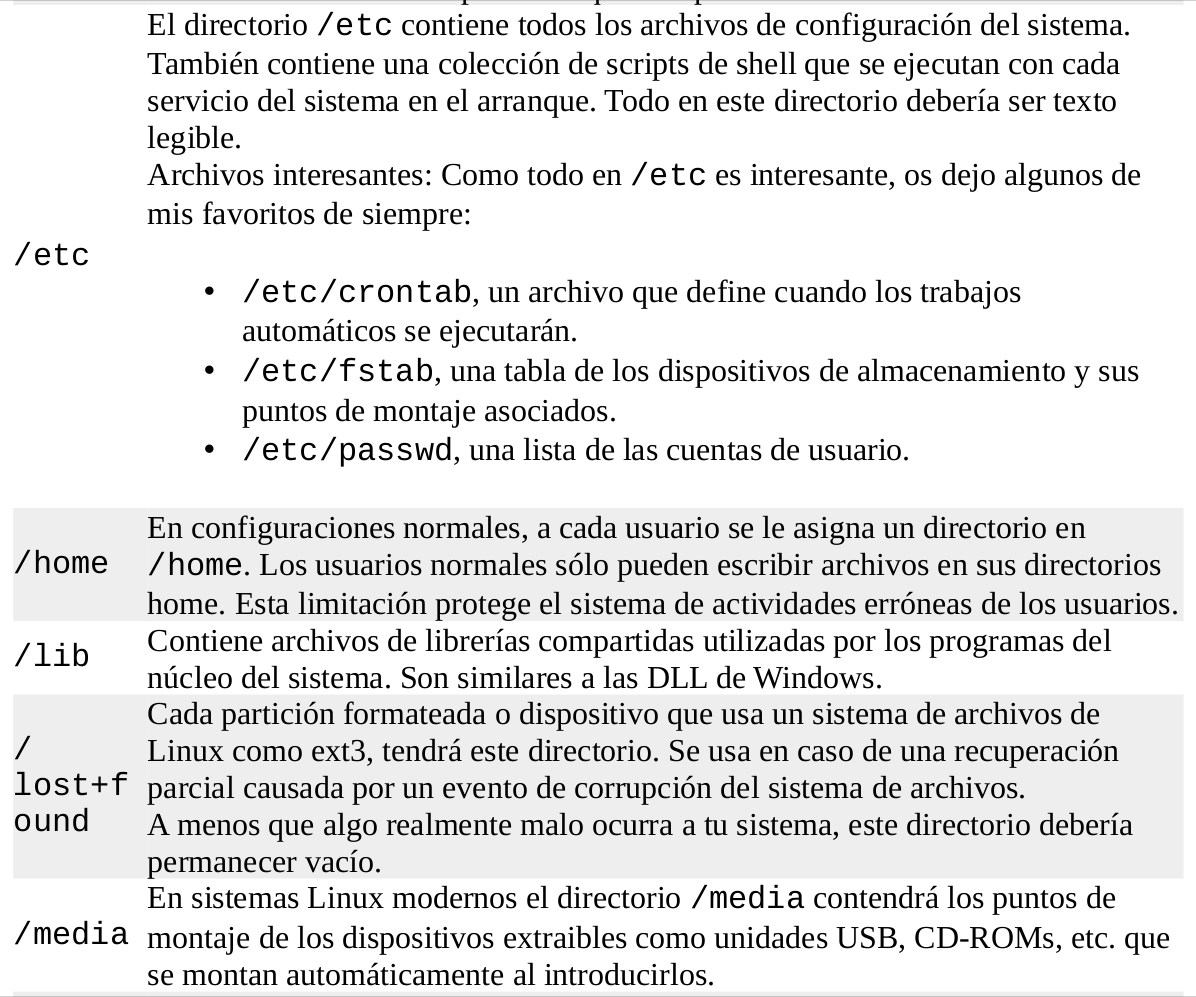 El directorio /etc contiene todos los archivos de configuración del sistema.
También contiene una colección de scripts de shell que se ejecutan con cada
servicio del sistema en el arranque. Todo en este directorio debería ser texto
legible.
Archivos interesantes: Como todo en /etc es interesante, os dejo algunos de
mis favoritos de siempre:
/etc
• /etc/crontab, un archivo que define cuando los trabajos
automáticos se ejecutarán.
• /etc/fstab, una tabla de los dispositivos de almacenamiento y sus
puntos de montaje asociados.
• /etc/passwd, una lista de las cuentas de usuario.
En configuraciones normales, a cada usuario se le asigna un directorio en
/home /home. Los usuarios normales sólo pueden escribir archivos en sus directorios
home. Esta limitación protege el sistema de actividades erróneas de los usuarios.
/lib
Contiene archivos de librerías compartidas utilizadas por los programas del
núcleo del sistema. Son similares a las DLL de Windows.
/
lost+f
ound
Cada partición formateada o dispositivo que usa un sistema de archivos de
Linux como ext3, tendrá este directorio. Se usa en caso de una recuperación
parcial causada por un evento de corrupción del sistema de archivos.
A menos que algo realmente malo ocurra a tu sistema, este directorio debería
permanecer vacío.
En sistemas Linux modernos el directorio /media contendrá los puntos de
/media montaje de los dispositivos extraibles como unidades USB, CD-ROMs, etc. que
se montan automáticamente al introducirlos.